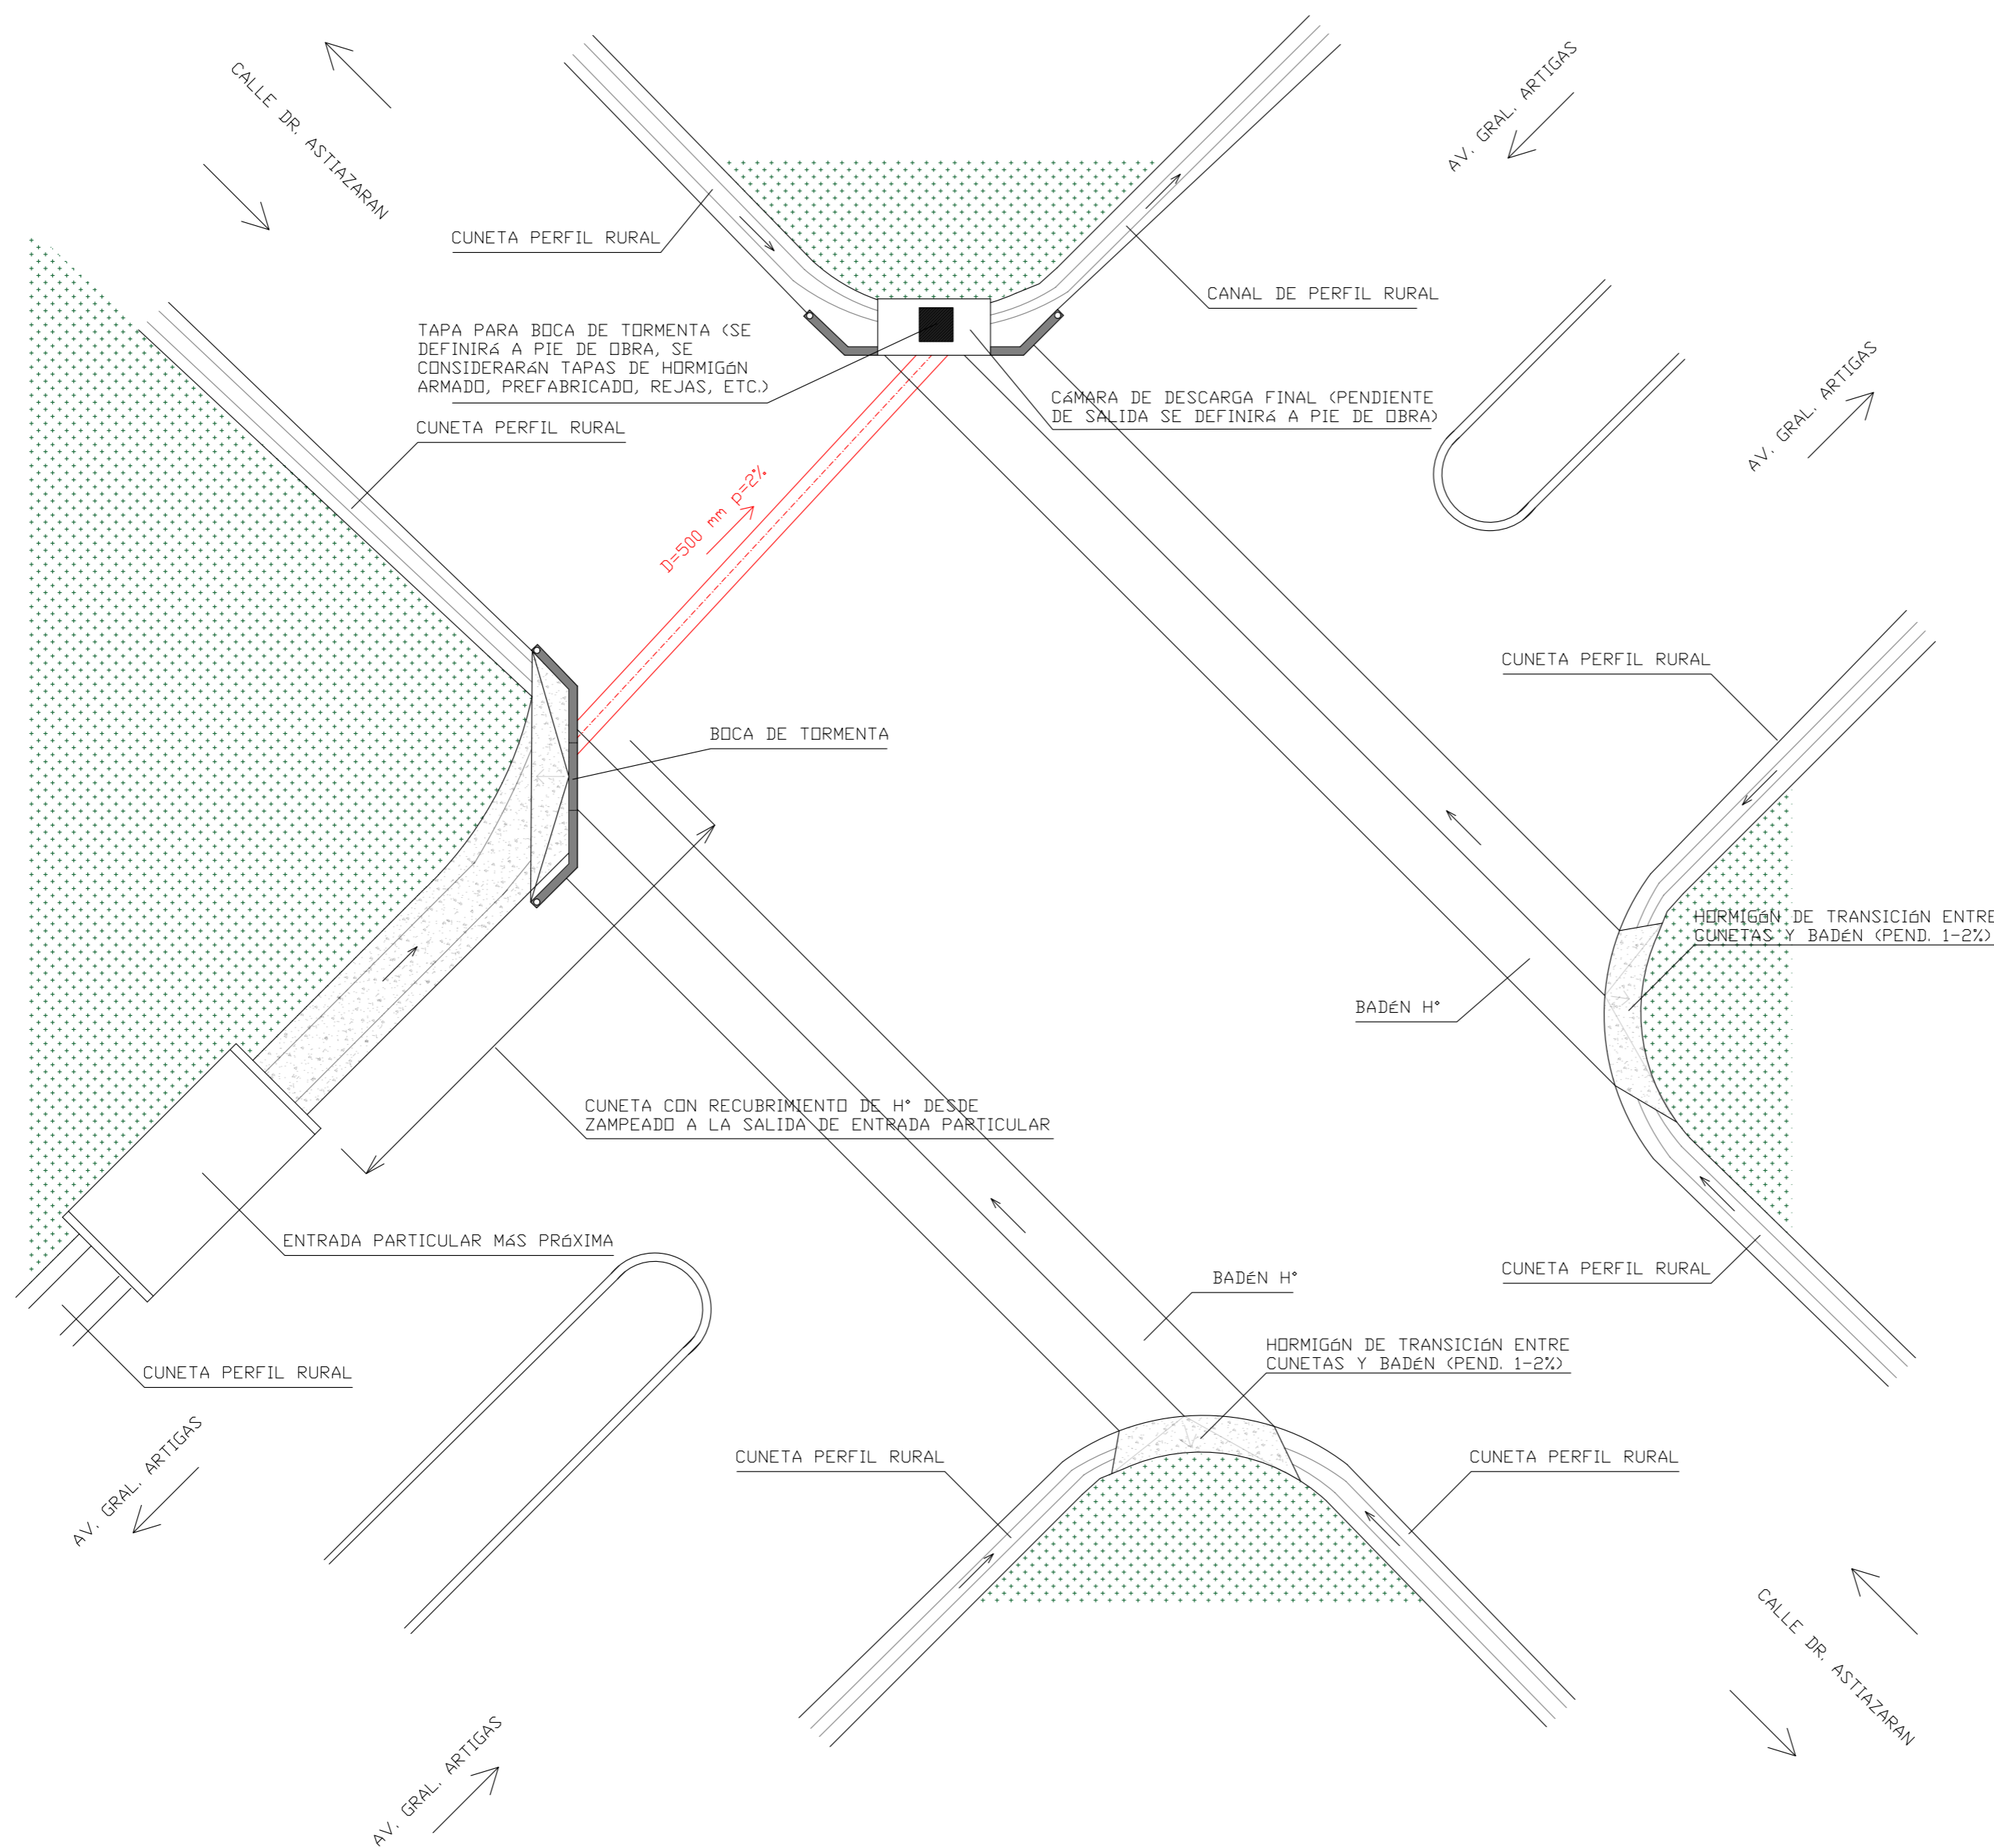 CALLE DR. ASTIAZARAN
AV. GRAL. ARTIGAS
CUNETA PERFIL RURAL
CANAL DE PERFIL RURAL
TAPA PARA BOCA DE TORMENTA (SE
DEFINIRá A PIE DE OBRA, SE
CONSIDERARáN TAPAS DE HORMIGóN
ARMADO, PREFABRICADO, REJAS, ETC.)
CáMARA DE DESCARGA FINAL (PENDIENTE
DE SALIDA SE DEFINIRá A PIE DE OBRA)
AV. GRAL. ARTIGAS
CUNETA PERFIL RURAL
D=500 mm p=2%
CUNETA PERFIL RURAL
BOCA DE TORMENTA
HORMIGóN DE TRANSICIóN ENTRE
CUNETAS Y BADéN (PEND. 1-2%)
BADéN H°
CUNETA CON RECUBRIMIENTO DE H° DESDE
ZAMPEADO A LA SALIDA DE ENTRADA PARTICULAR
ENTRADA PARTICULAR MáS PRóXIMA
CUNETA PERFIL RURAL
BADéN H°
HORMIGóN DE TRANSICIóN ENTRE
CUNETAS Y BADéN (PEND. 1-2%)
CUNETA PERFIL RURAL
AV. GRAL. ARTIGAS
CUNETA PERFIL RURAL
CUNETA PERFIL RURAL
CALLE DR. ASTIAZARAN
AV. GRAL. ARTIGAS